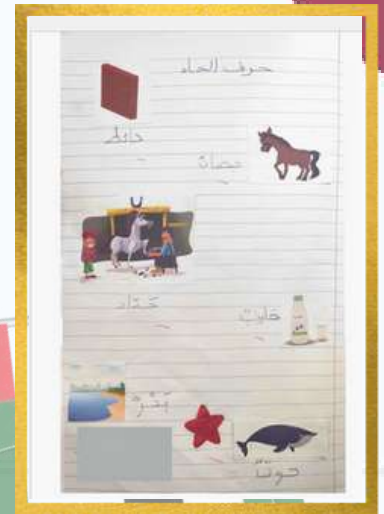 حرف الحاء
حائط
حصان
حداد
حليب
بحر
حوت